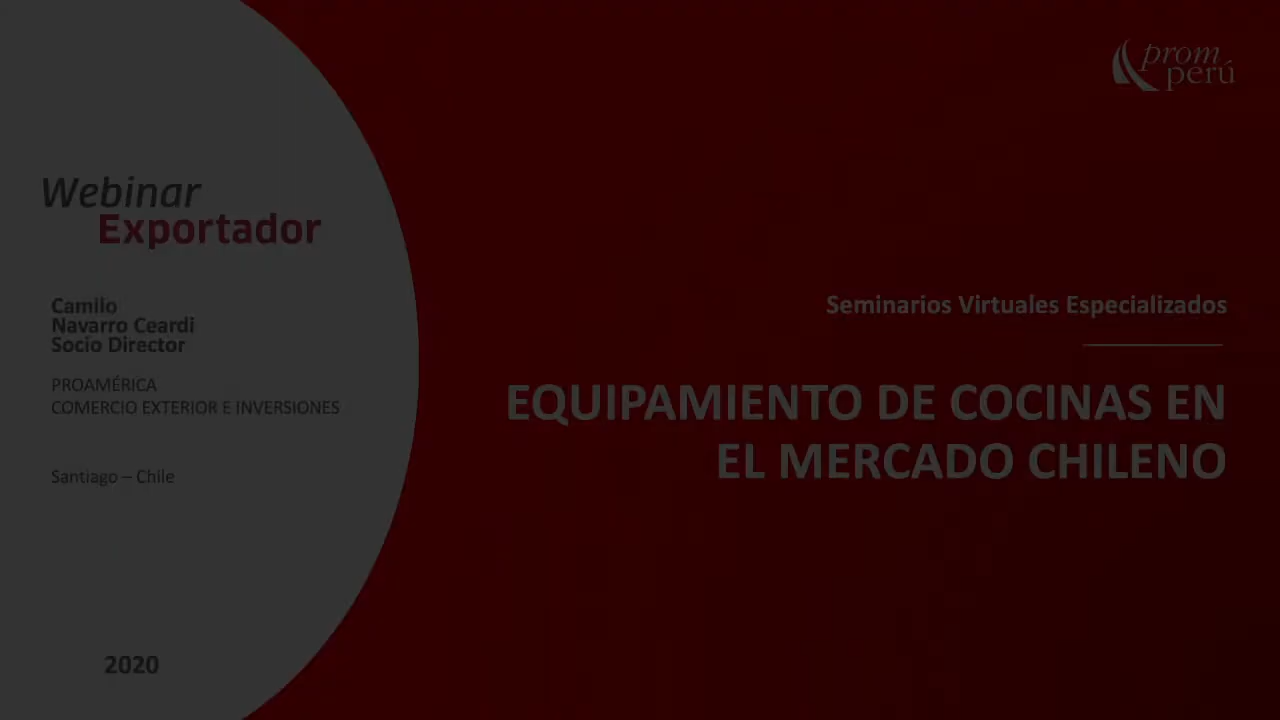 prom
perú
Webinar
Exportador
Camilo
Navarro Ceardi
Socio Director
PROAMÉRICA
COMERCIO EXTERIOR E INVERSIONES
Santiago – Chile
2020
Seminarios Virtuales Especializados
EQUIPAMIENTO DE COCINAS EN
EL MERCADO CHILENO